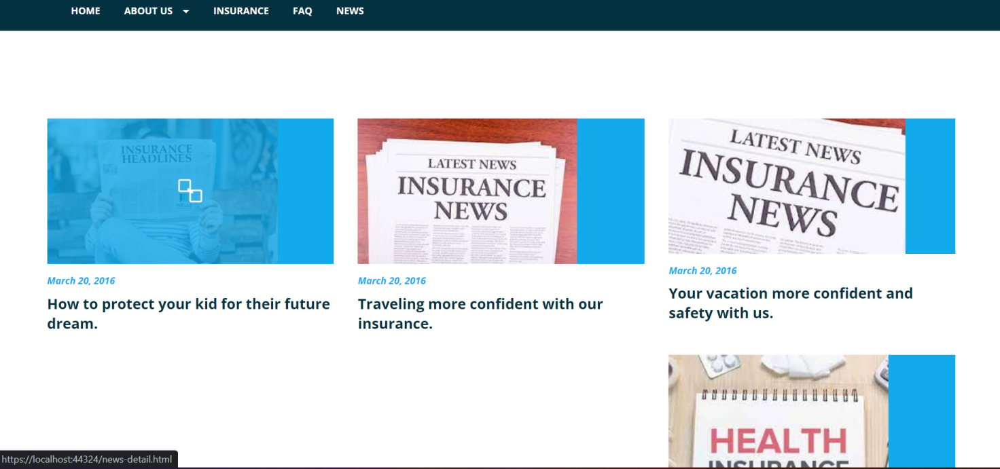 HOME ABOUT US INSURANCE FAQ NEWS
INSURANCE
HEADLINES
March 20, 2016
How to protect your kid for their future
dream.
LATEST NEWS
INSURANCE
NEWS
March 20, 2016
Traveling more confident with our
insurance.
LATEST NEWS
INSURANCE
NEWS
March 20, 2016
Your vacation more confident and
safety with us.
HEALTH
INSURANCE
https://localhost:44324/news-detail.html